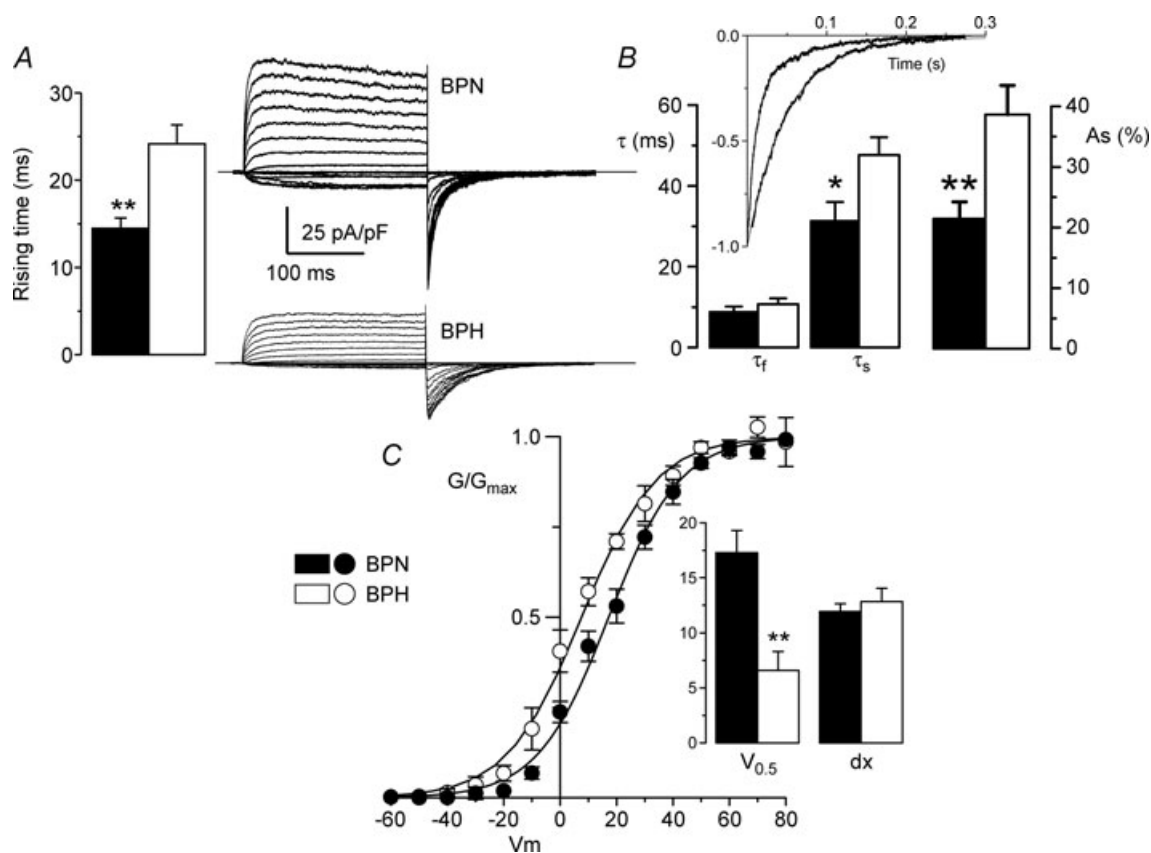 A
30
20
10
0
Rising time (ms)
**
BPN
25 pA/pF
100 ms
BPH
B
0.1
0.2
0.3
0.0
-0.5
-1.0
Time (s)
60
40
20
0
τ (ms)
τf
*
τs
**
40
30
20
10
0
As (%)
C
1.0
0.5
G/Gmax
BPN
BPH
-60
-40
-20
0
20
40
60
80
Vm
20
15
10
5
0
**
V0.5
dx